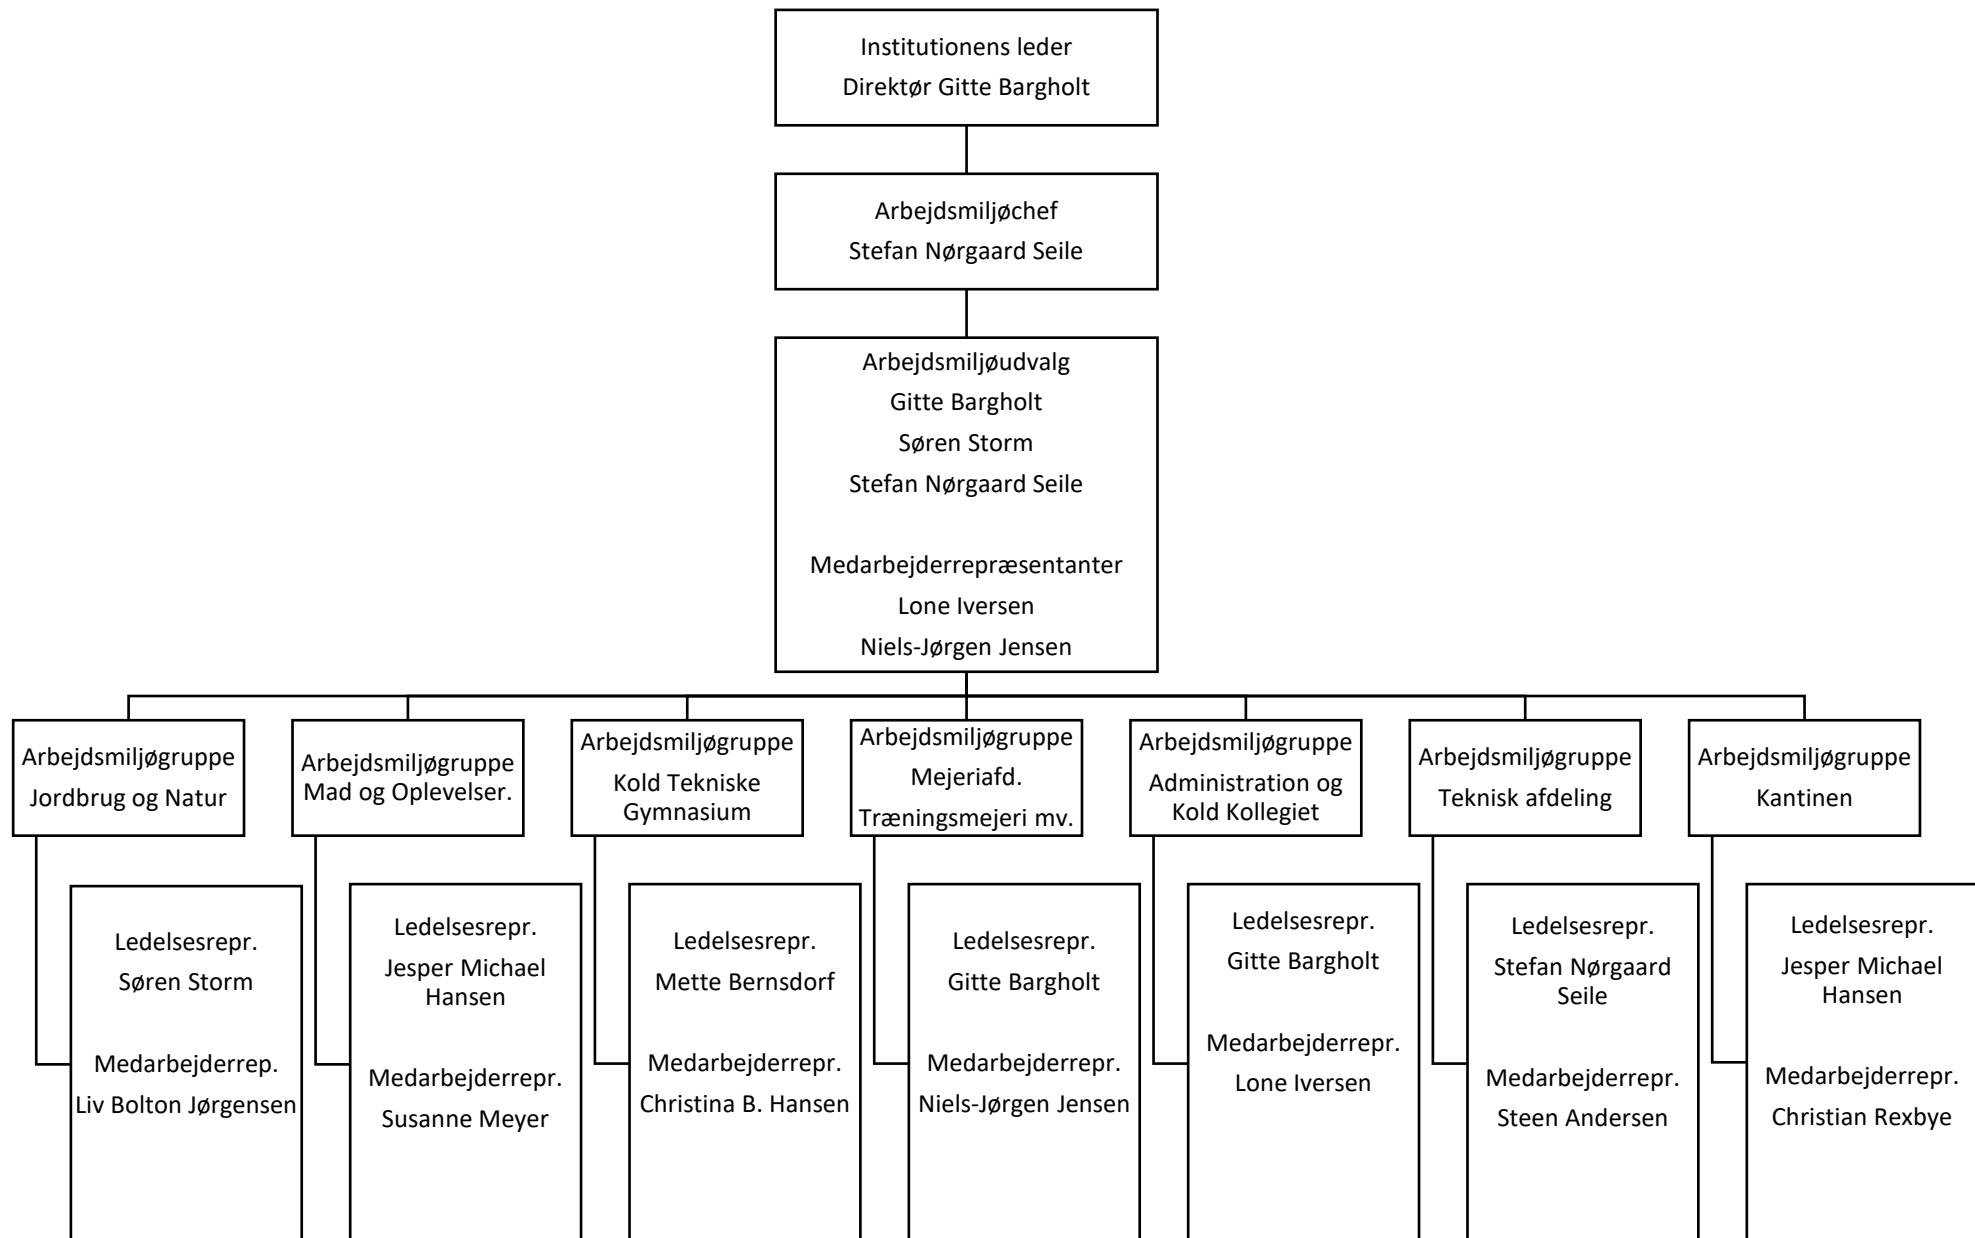 Institutionens leder
Direktør Gitte Bargholt
Arbejdsmiljøchef
Stefan Nørgaard Seile
Arbejdsmiljøudvalg
Gitte Bargholt
Søren Storm
Stefan Nørgaard Seile
Medarbejderrepræsentanter
Lone Iversen
Niels-Jørgen Jensen
Arbejdsmiljøgruppe
Jordbrug og Natur
Arbejdsmiljøgruppe
Mad og Oplevelser.
Arbejdsmiljøgruppe
Kold Tekniske
Gymnasium
Arbejdsmiljøgruppe
Mejeriafd.
Træningsmejeri mv.
Arbejdsmiljøgruppe
Administration og
Kold Kollegiet
Arbejdsmiljøgruppe
Teknisk afdeling
Arbejdsmiljøgruppe
Kantinen
Ledelsesrepr.
Søren Storm
Medarbejderrep.
Liv Bolton Jørgensen
Ledelsesrepr.
Jesper Michael
Hansen
Medarbejderrepr.
Susanne Meyer
Ledelsesrepr.
Mette Bernsdorf
Medarbejderrepr.
Christina B. Hansen
Ledelsesrepr.
Gitte Bargholt
Medarbejderrepr.
Niels-Jørgen Jensen
Ledelsesrepr.
Gitte Bargholt
Medarbejderrepr.
Lone Iversen
Ledelsesrepr.
Stefan Nørgaard
Seile
Medarbejderrepr.
Steen Andersen
Ledelsesrepr.
Jesper Michael
Hansen
Medarbejderrepr.
Christian Rexbye